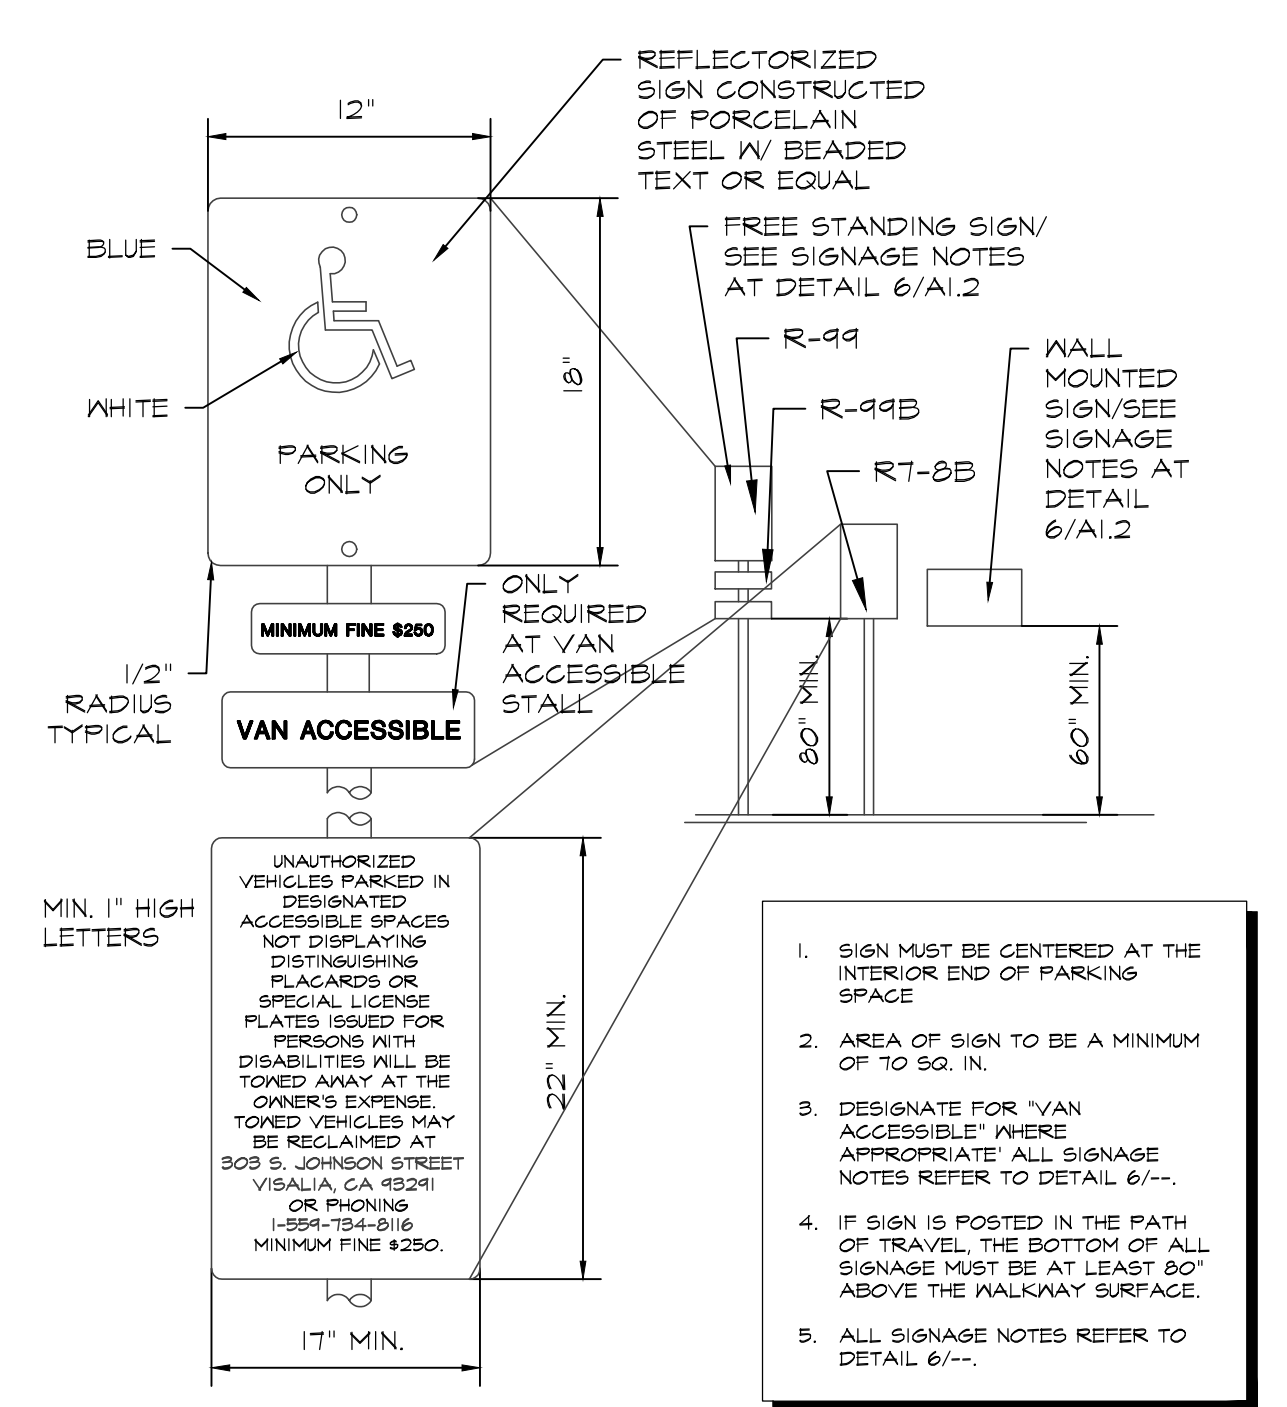 12"
REFLECTORIZED
SIGN CONSTRUCTED
OF PORCELAIN
STEEL W/ BEADED
TEXT OR EQUAL
BLUE
WHITE
PARKING
ONLY
18"
FREE STANDING SIGN/
SEE SIGNAGE NOTES
AT DETAIL 6/A1.2
R-99
R-99B
R7-8B
WALL
MOUNTED
SIGN/SEE
SIGNAGE
NOTES AT
DETAIL
6/A1.2
MINIMUM FINE $250
ONLY
REQUIRED
AT VAN
ACCESSIBLE
STALL
1/2"
RADIUS
TYPICAL
VAN ACCESSIBLE
80" MIN.
60" MIN.
MIN. 1" HIGH
LETTERS
UNAUTHORIZED
VEHICLES PARKED IN
DESIGNATED
ACCESSIBLE SPACES
NOT DISPLAYING
DISTINGUISHING
PLACARDS OR
SPECIAL LICENSE
PLATES ISSUED FOR
PERSONS WITH
DISABILITIES WILL BE
TOWED AWAY AT THE
OWNER'S EXPENSE.
TOWED VEHICLES MAY
BE RECLAIMED AT
303 S. JOHNSON STREET
VISALIA, CA 93291
OR PHONING
1-559-734-8116
MINIMUM FINE $250.
22" MIN.
17" MIN.
1. SIGN MUST BE CENTERED AT THE
INTERIOR END OF PARKING
SPACE
2. AREA OF SIGN TO BE A MINIMUM
OF 70 SQ. IN.
3. DESIGNATE FOR "VAN
ACCESSIBLE" WHERE
APPROPRIATE' ALL SIGNAGE
NOTES REFER TO DETAIL 6/--.
4. IF SIGN IS POSTED IN THE PATH
OF TRAVEL, THE BOTTOM OF ALL
SIGNAGE MUST BE AT LEAST 80"
ABOVE THE WALKWAY SURFACE.
5. ALL SIGNAGE NOTES REFER TO
DETAIL 6/--.